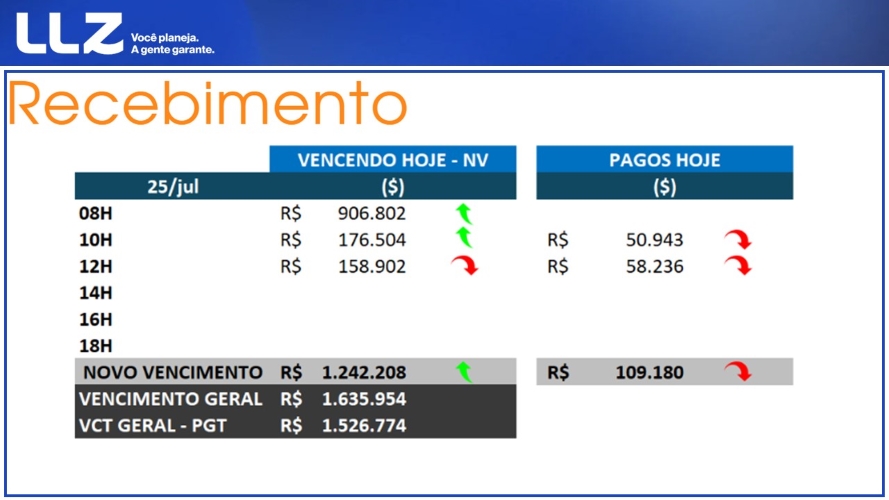 LLZ Você planeja.
A gente garante.
Recebimento
VENCENDO HOJE - NV PAGOS HOJE
25/jul ($) ($)
08H R$ 906.802
10H R$ 176.504 R$ 50.943
12H R$ 158.902 R$ 58.236
14H
16H
18H
NOVO VENCIMENTO R$ 1.242.208 R$ 109.180
VENCIMENTO GERAL R$ 1.635.954
VCT GERAL - PGT R$ 1.526.774